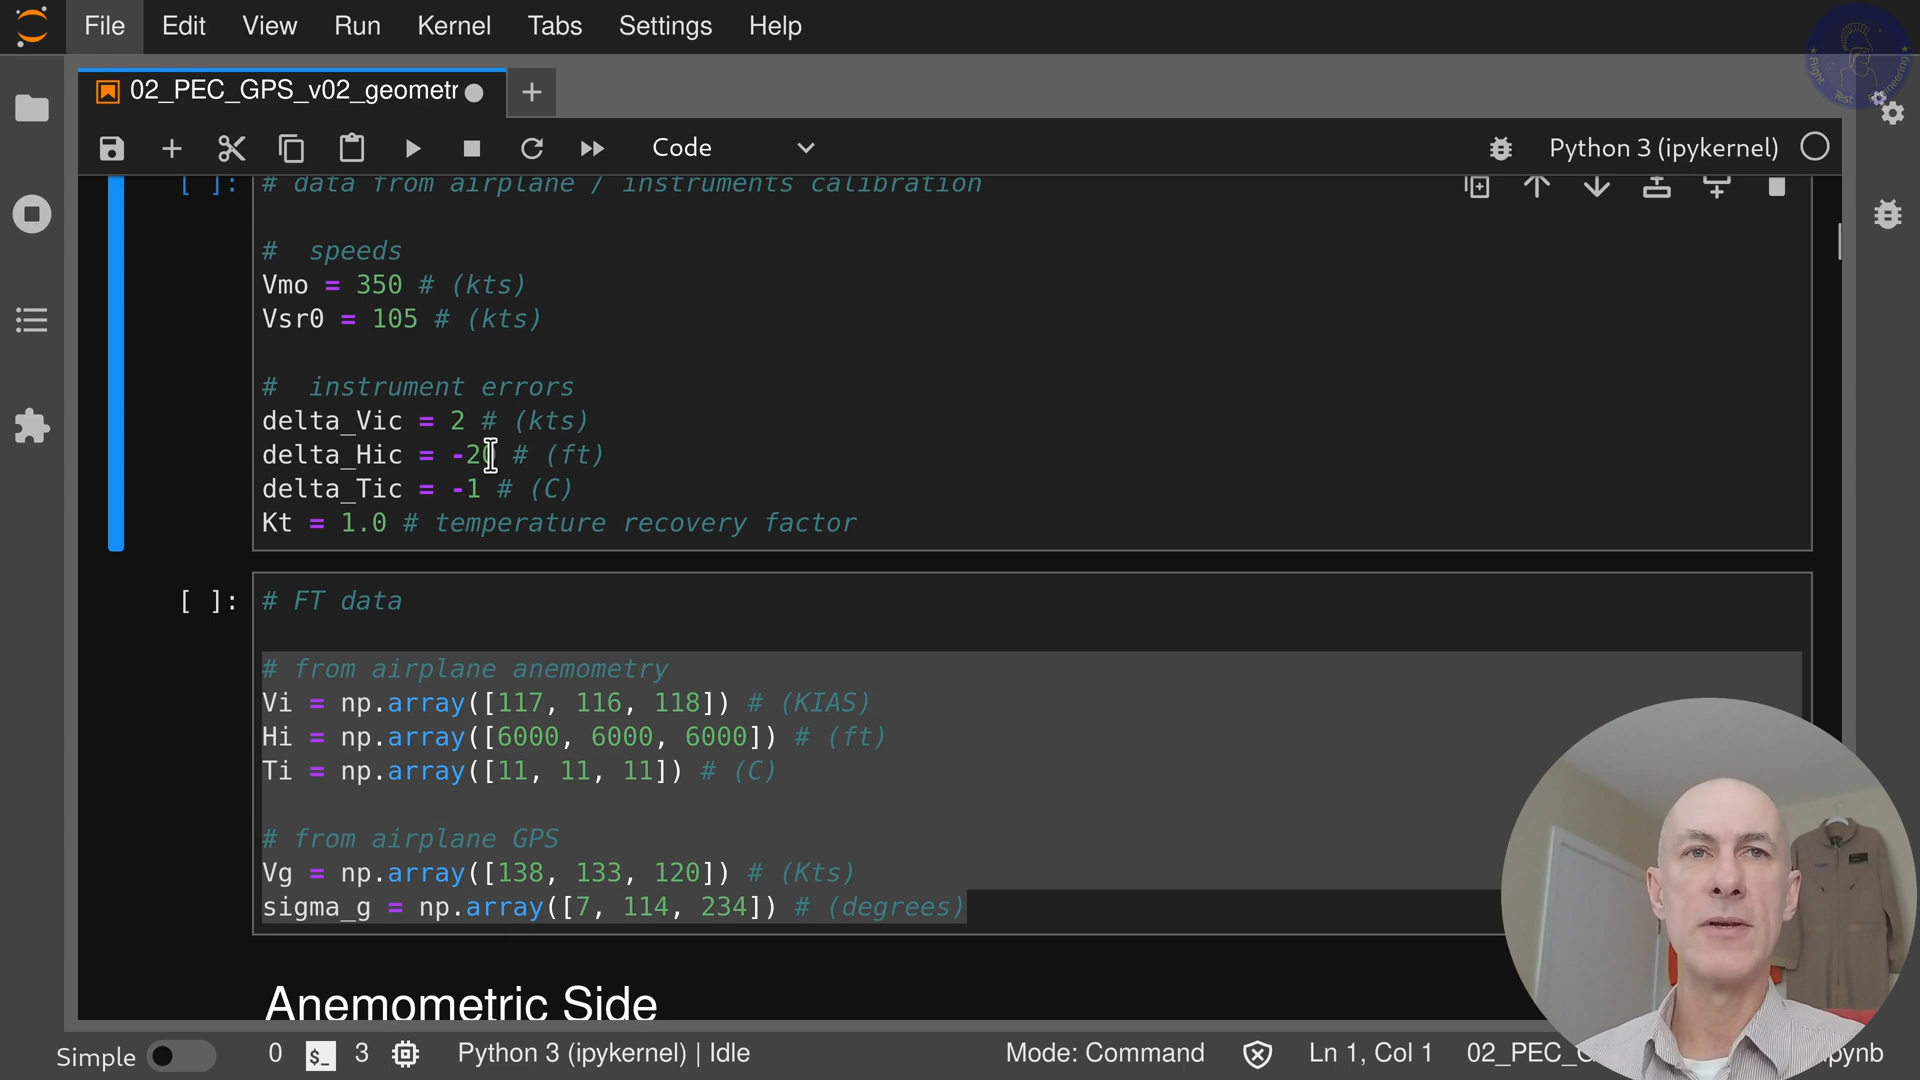 File Edit View Run Kernel Tabs Settings Help
Flight Test Engineering
02_PEC_GPS_v02_geometr
Code
Python 3 (ipykernel)
[ ]:
# data from airplane / instruments calibration
# speeds
Vmo = 350 # (kts)
Vsr0 = 105 # (kts)
# instrument errors
delta_Vic = 2 # (kts)
delta_Hic = -20 # (ft)
delta_Tic = -1 # (C)
Kt = 1.0 # temperature recovery factor
[ ]:
# FT data
# from airplane anemometry
Vi = np.array([117, 116, 118]) # (KIAS)
Hi = np.array([6000, 6000, 6000]) # (ft)
Ti = np.array([11, 11, 11]) # (C)
# from airplane GPS
Vg = np.array([138, 133, 120]) # (Kts)
sigma_g = np.array([7, 114, 234]) # (degrees)
Anemometric Side
Simple 0 $_ 3 Python 3 (ipykernel) | Idle Mode: Command Ln 1, Col 1 02_PEC_ ipynb